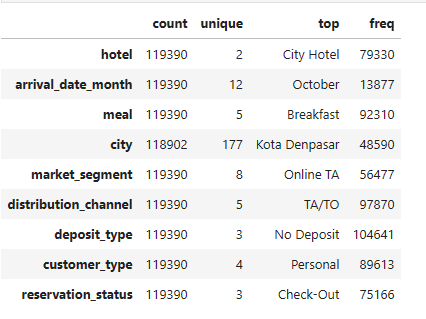 count unique top freq
hotel 119390 2 City Hotel 79330
arrival_date_month 119390 12 October 13877
meal 119390 5 Breakfast 92310
city 118902 177 Kota Denpasar 48590
market_segment 119390 8 Online TA 56477
distribution_channel 119390 5 TA/TO 97870
deposit_type 119390 3 No Deposit 104641
customer_type 119390 4 Personal 89613
reservation_status 119390 3 Check-Out 75166